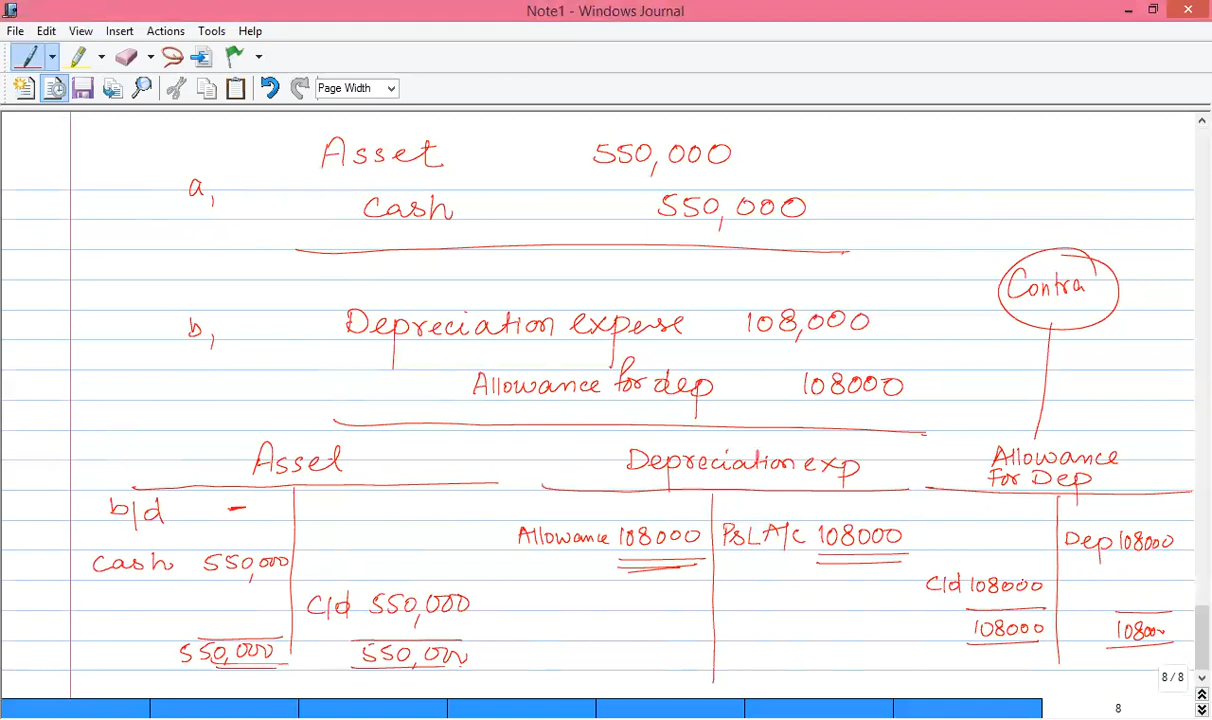 Note1 - Windows Journal
File Edit View Insert Actions Tools Help
Page Width
Asset 550,000
a,
Cash 550,000
Contra
b, Depreciation expense 108,000
Allowance for dep 108000
Asset
Depreciation exp
Allowance
For Dep
b/d -
Cash 550,000
C/d 550,000
550,000 550,000
Allowance 108000 P&L A/C 108000
Dep 108000
C/d 108000
108000 108000
8 / 8
8